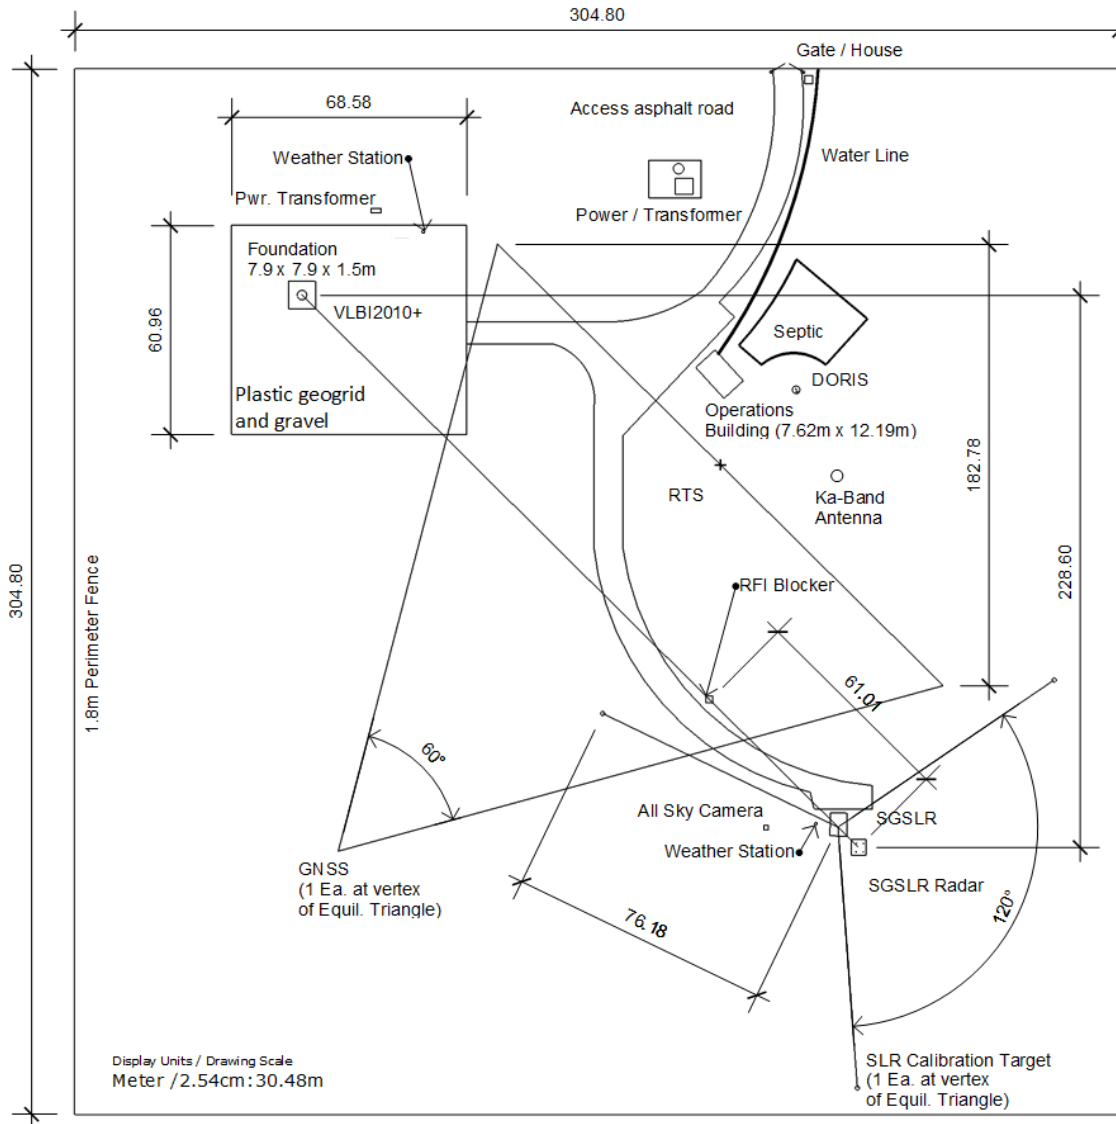 304.80
Gate / House
68.58
Access asphalt road
Weather Station
Water Line
Pwr. Transformer
Power / Transformer
Foundation
7.9 x 7.9 x 1.5m
VLBI2010+
60.96
Septic
DORIS
Plastic geogrid
and gravel
Operations
Building (7.62m x 12.19m)
182.78
RTS
Ka-Band
Antenna
228.60
304.80
1.8m Perimeter Fence
RFI Blocker
61.01
60°
All Sky Camera
SGSLR
Weather Station
GNSS
(1 Ea. at vertex
of Equil. Triangle)
SGSLR Radar
120°
76.18
Display Units / Drawing Scale
Meter /2.54cm:30.48m
SLR Calibration Target
(1 Ea. at vertex
of Equil. Triangle)